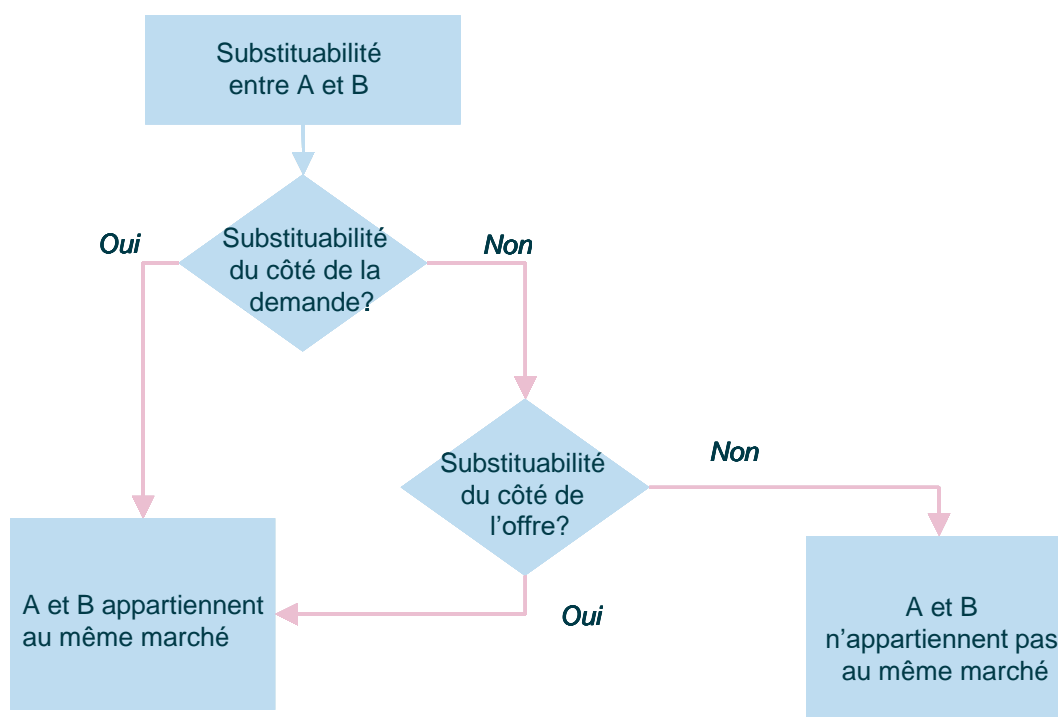 Substituabilité
entre A et B
Oui
Substituabilité
du côté de la
demande?
Non
Substituabilité
du côté de
l’offre?
Non
A et B appartiennent
au même marché
Oui
A et B
n’appartiennent pas
au même marché